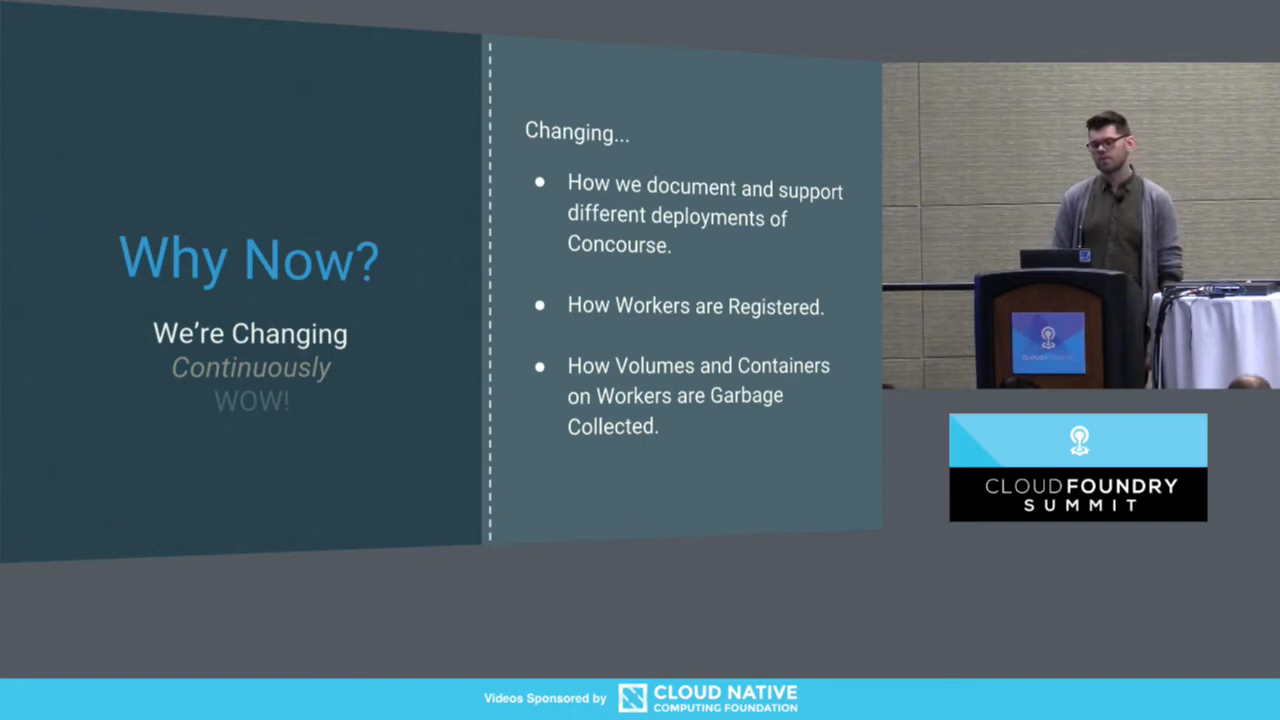 Why Now?
We're Changing
Continuously
WOW!
Changing...
● How we document and support
different deployments of
Concourse.
● How Workers are Registered.
● How Volumes and Containers
on Workers are Garbage
Collected.
CLOUD FOUNDRY
CLOUDFOUNDRY
SUMMIT
Videos Sponsored by
CLOUD NATIVE
COMPUTING FOUNDATION